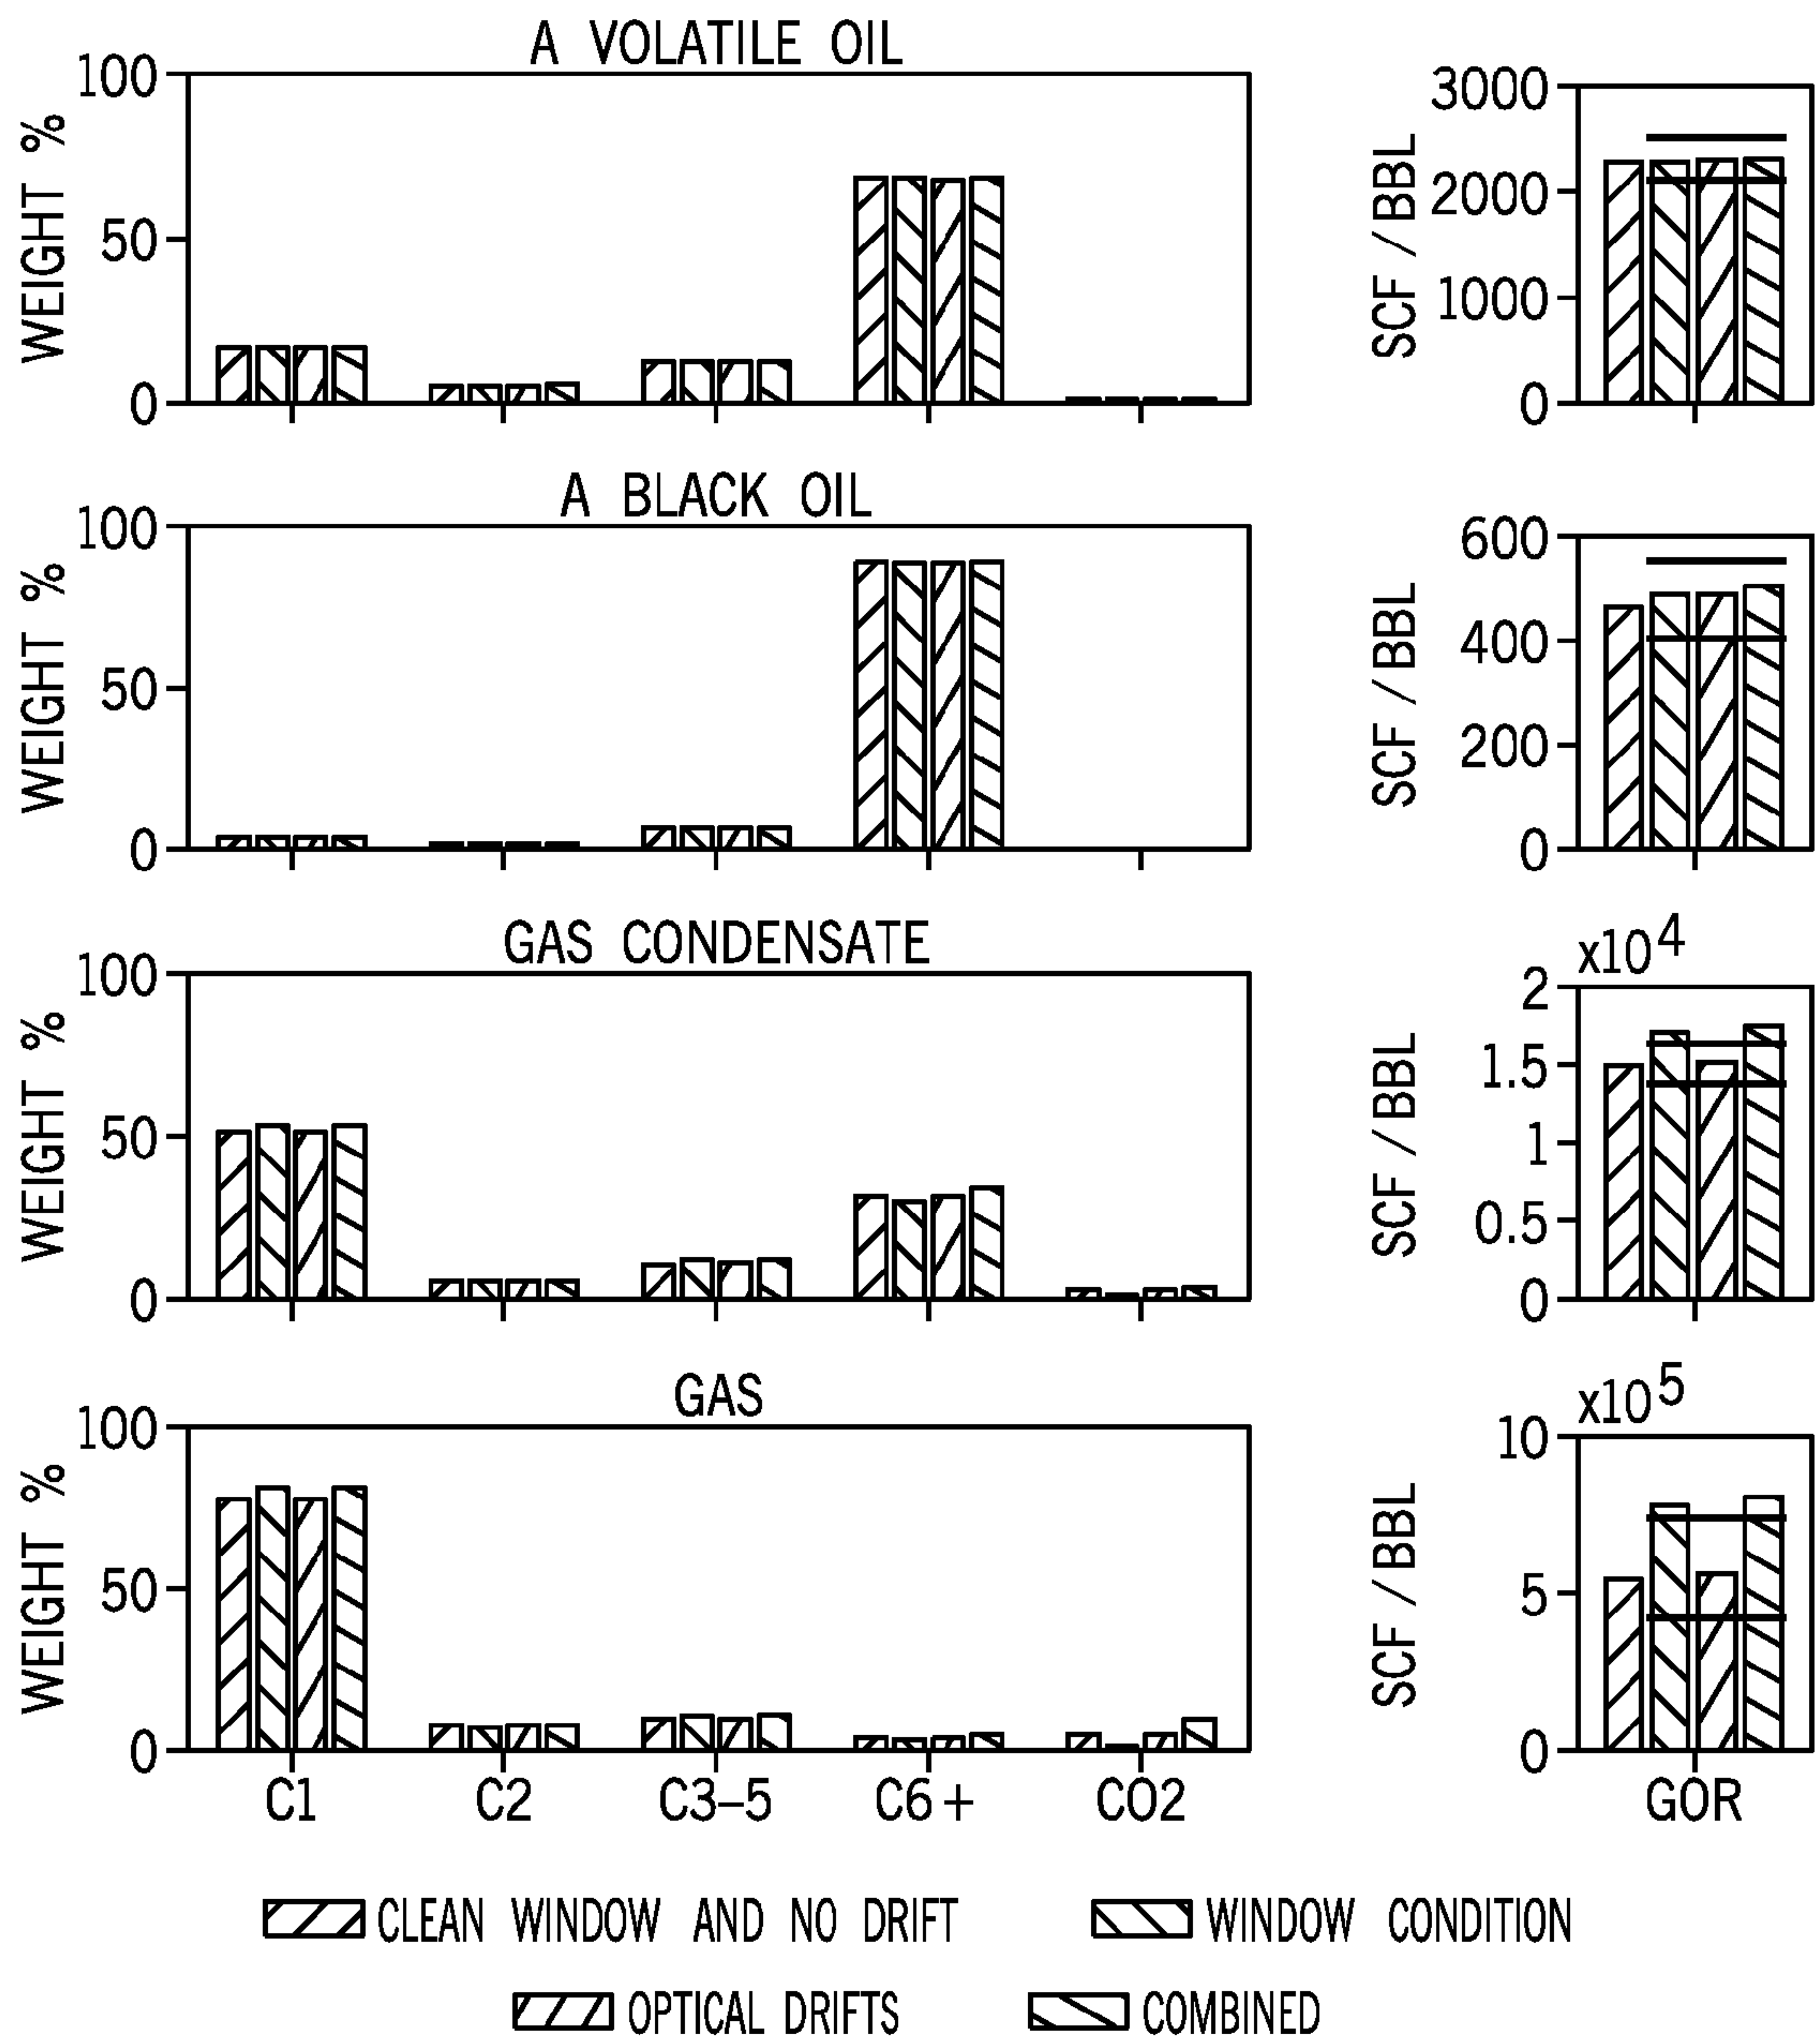 A VOLATILE OIL
WEIGHT %
100
50
0
SCF / BBL
3000
2000
1000
0
A BLACK OIL
WEIGHT %
100
50
0
SCF / BBL
600
400
200
0
GAS CONDENSATE
WEIGHT %
100
50
0
SCF / BBL
x10^4
2
1.5
1
0.5
0
GAS
WEIGHT %
100
50
0
SCF / BBL
x10^5
10
5
0
C1 C2 C3-5 C6+ CO2
GOR
CLEAN WINDOW AND NO DRIFT WINDOW CONDITION
OPTICAL DRIFTS COMBINED